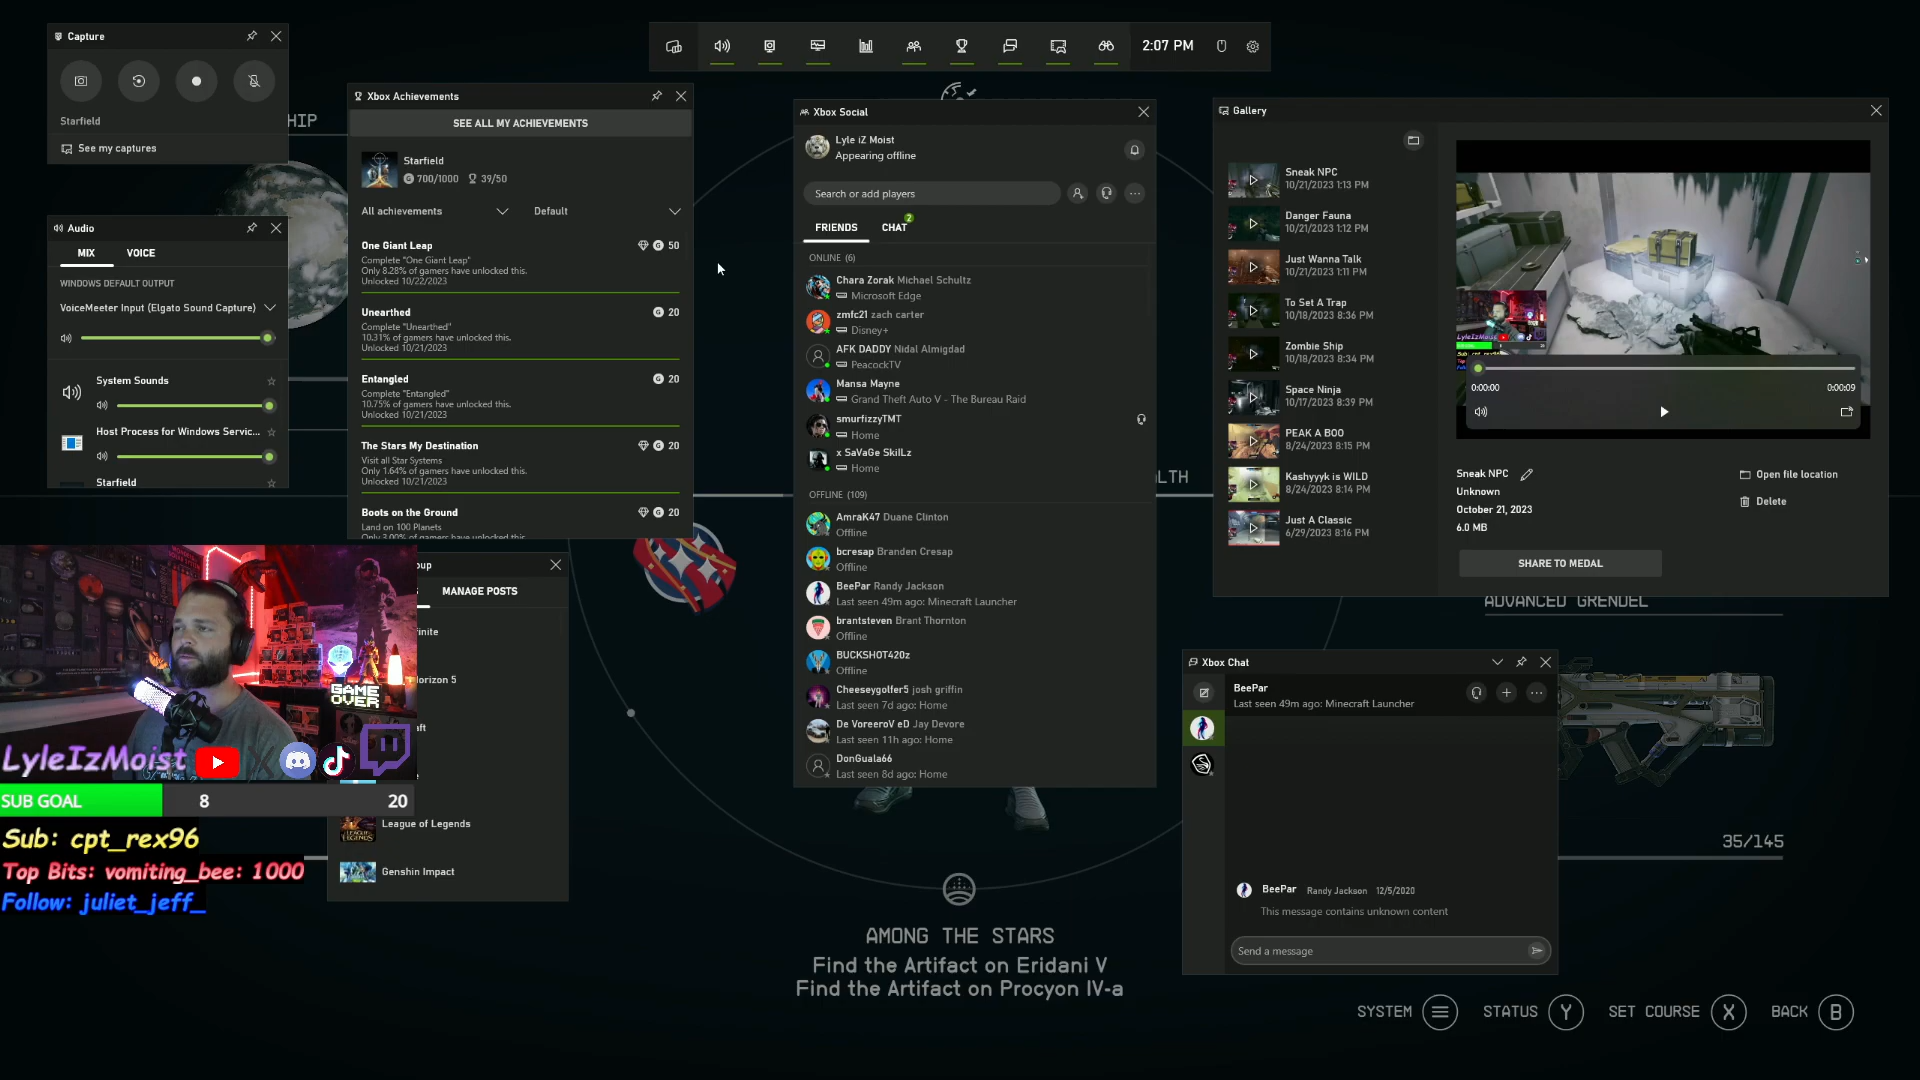 Capture
Starfield
See my captures
HIP
Audio
MIX VOICE
WINDOWS DEFAULT OUTPUT
VoiceMeeter Input (Elgato Sound Capture)
System Sounds
Host Process for Windows Servic...
Starfield
Xbox Achievements
SEE ALL MY ACHIEVEMENTS
Starfield
G 700/1000 39/50
All achievements Default
One Giant Leap G 50
Complete "One Giant Leap"
Only 8.28% of gamers have unlocked this.
Unlocked 10/22/2023
Unearthed G 20
Complete "Unearthed"
10.31% of gamers have unlocked this.
Unlocked 10/21/2023
Entangled G 20
Complete "Entangled"
10.75% of gamers have unlocked this.
Unlocked 10/21/2023
The Stars My Destination G 20
Visit all Star Systems
Only 1.64% of gamers have unlocked this.
Unlocked 10/21/2023
Boots on the Ground G 20
Land on 100 Planets
Only 3.00% of gamers have unlocked this.
2:07 PM
Xbox Social
Lyle iZ Moist
Appearing offline
Search or add players
FRIENDS CHAT 2
ONLINE (6)
Chara Zorak Michael Schultz
Microsoft Edge
zmfc21 zach carter
Disney+
AFK DADDY Nidal Almigdad
PeacockTV
Mansa Mayne
Grand Theft Auto V - The Bureau Raid
smurfizzyTMT
Home
x SaVaGe SkilLz
Home
OFFLINE (109)
AmraK47 Duane Clinton
Offline
bcresap Branden Cresap
Offline
BeePar Randy Jackson
Last seen 49m ago: Minecraft Launcher
brantsteven Brant Thornton
Offline
BUCKSHOT420z
Offline
Cheeseygolfer5 josh griffin
Last seen 7d ago: Home
De VoreeroV eD Jay Devore
Last seen 11h ago: Home
DonGuala66
Last seen 8d ago: Home
ALTH
Gallery
Sneak NPC
10/21/2023 1:13 PM
Danger Fauna
10/21/2023 1:12 PM
Just Wanna Talk
10/21/2023 1:11 PM
To Set A Trap
10/18/2023 8:36 PM
Zombie Ship
10/18/2023 8:34 PM
Space Ninja
10/17/2023 8:39 PM
PEAK A BOO
8/24/2023 8:15 PM
Kashyyyk is WILD
8/24/2023 8:14 PM
Just A Classic
6/29/2023 8:16 PM
0:00:00 0:00:09
Sneak NPC
Unknown
October 21, 2023
6.0 MB
Open file location
Delete
SHARE TO MEDAL
ADVANCED GRENDEL
35/145
oup
MANAGE POSTS
finite
orizon 5
aft
League of Legends
Genshin Impact
GAME
OVER
LyleIzMoist
SUB GOAL 8 20
Sub: cpt_rex96
Top Bits: vomiting_bee: 1000
Follow: juliet_jeff_
Xbox Chat
BeePar
Last seen 49m ago: Minecraft Launcher
BeePar Randy Jackson 12/5/2020
This message contains unknown content
Send a message
AMONG THE STARS
Find the Artifact on Eridani V
Find the Artifact on Procyon IV-a
SYSTEM STATUS Y SET COURSE X BACK B